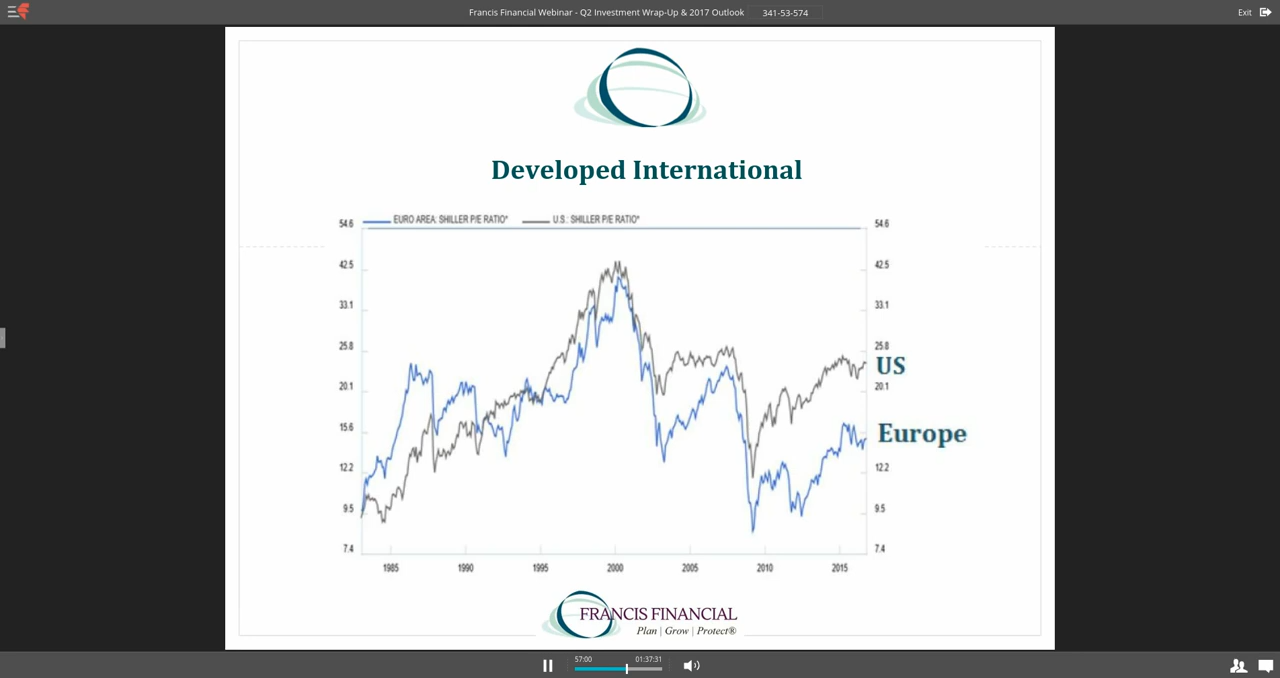 Francis Financial Webinar - Q2 Investment Wrap-Up & 2017 Outlook 341-53-574 Exit
Developed International
EURO AREA: SHILLER P/E RATIO* U.S.: SHILLER P/E RATIO*
54.6 54.6
42.5 42.5
33.1 33.1
25.8 25.8
US
20.1 20.1
15.6 15.6
Europe
12.2 12.2
9.5 9.5
7.4 7.4
1985 1990 1995 2000 2005 2010 2015
FRANCIS FINANCIAL
Plan | Grow | Protect®
57:00 01:37:31